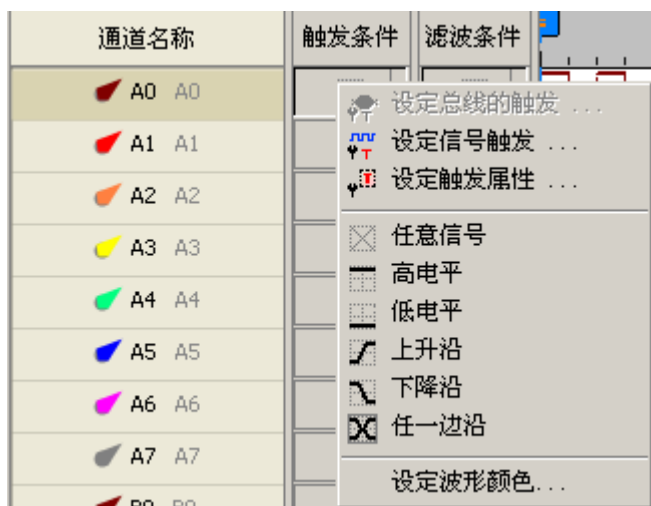 通道名称 触发条件 滤波条件
A0 A0
A1 A1
A2 A2
A3 A3
A4 A4
A5 A5
A6 A6
A7 A7
设定总线的触发 ...
设定信号触发 ...
设定触发属性 ...
任意信号
高电平
低电平
上升沿
下降沿
任一边沿
设定波形颜色...